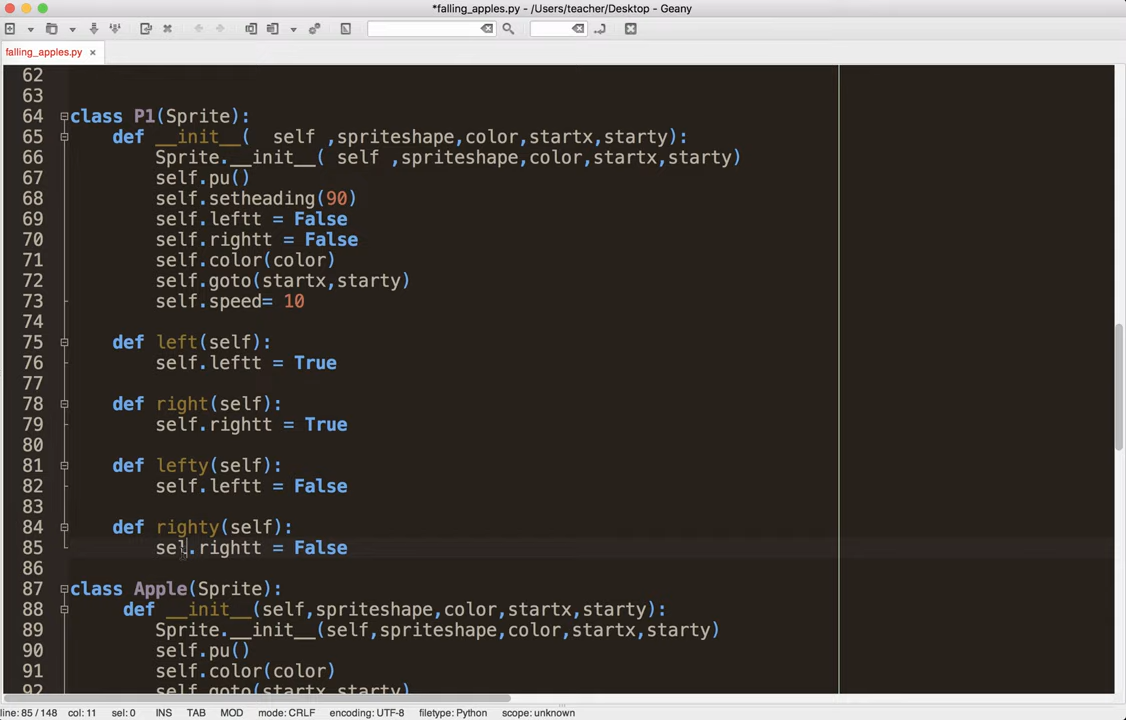 *falling_apples.py - /Users/teacher/Desktop - Geany
falling_apples.py ×
62
63
64 class P1(Sprite):
65 def __init__(  self ,spriteshape,color,startx,starty):
66 Sprite.__init__( self ,spriteshape,color,startx,starty)
67 self.pu()
68 self.setheading(90)
69 self.leftt = False
70 self.rightt = False
71 self.color(color)
72 self.goto(startx,starty)
73 self.speed= 10
74
75 def left(self):
76 self.leftt = True
77
78 def right(self):
79 self.rightt = True
80
81 def lefty(self):
82 self.leftt = False
83
84 def righty(self):
85 sel.rightt = False
86
87 class Apple(Sprite):
88 def __init__(self,spriteshape,color,startx,starty):
89 Sprite.__init__(self,spriteshape,color,startx,starty)
90 self.pu()
91 self.color(color)
92 self.goto(startx,starty)
line: 85 / 148 col: 11 sel: 0 INS TAB MOD mode: CRLF encoding: UTF-8 filetype: Python scope: unknown